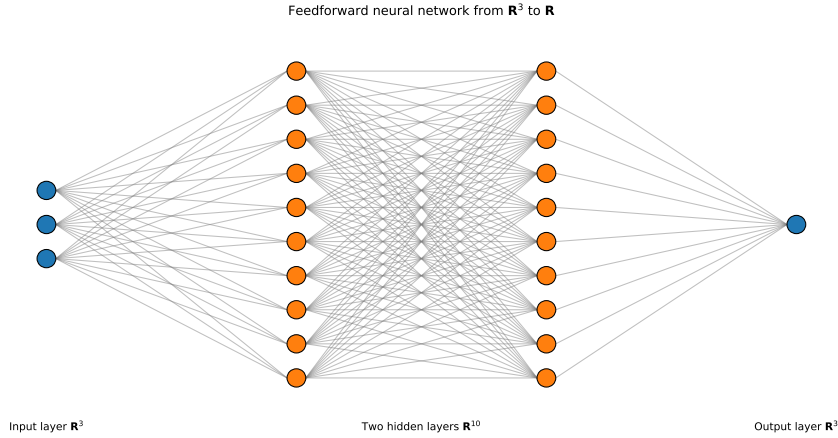 Feedforward neural network from R³ to R
Input layer R³
Two hidden layers R¹⁰
Output layer R³